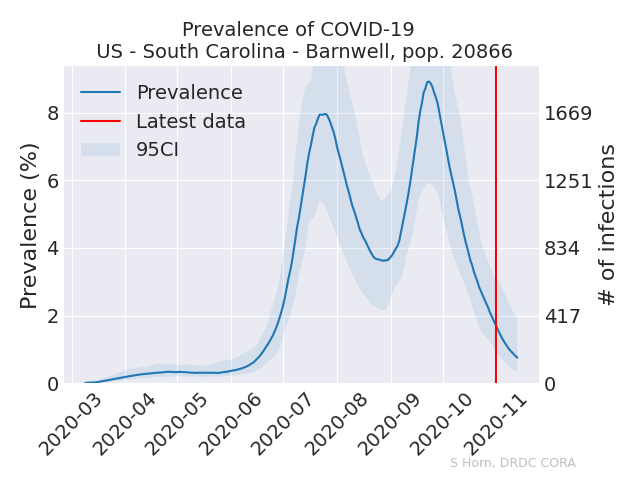 Prevalence of COVID-19
US - South Carolina - Barnwell, pop. 20866
Prevalence
Latest data
95CI
Prevalence (%)
8
6
4
2
0
1669
1251
834
417
0
# of infections
2020-03
2020-04
2020-05
2020-06
2020-07
2020-08
2020-09
2020-10
2020-11
S Horn, DRDC CORA